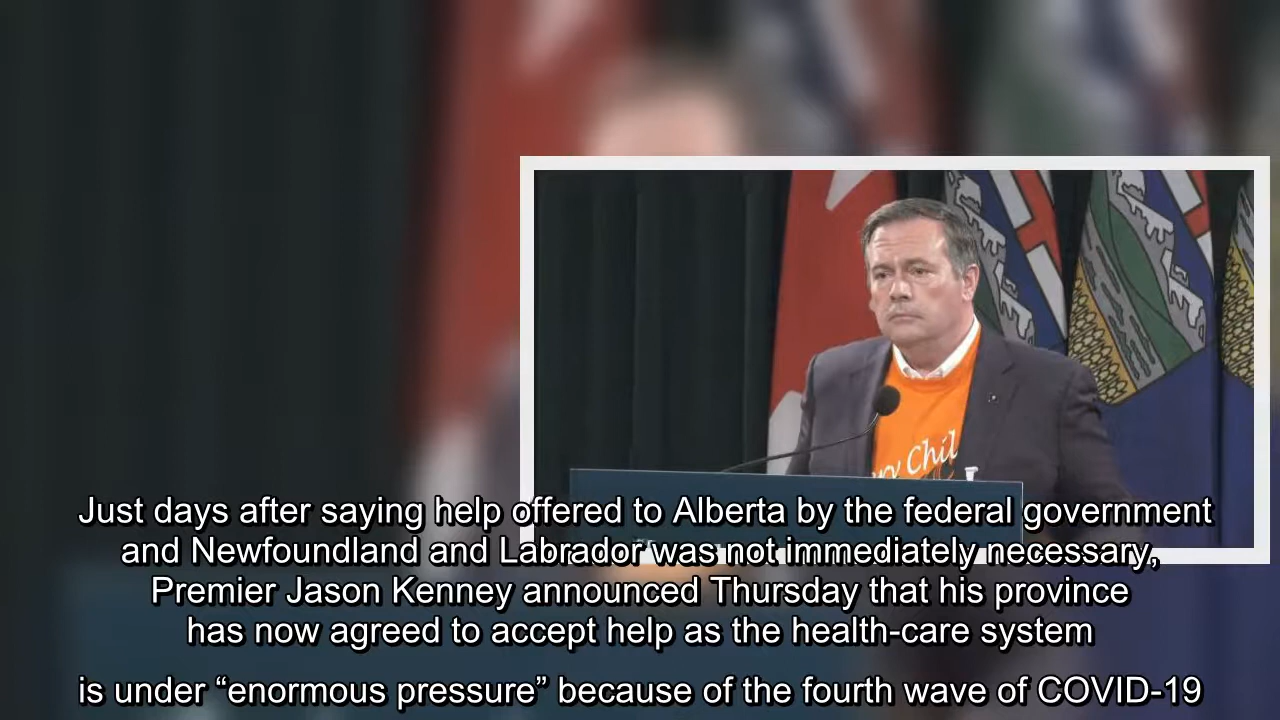 ery Chil
Just days after saying help offered to Alberta by the federal government
and Newfoundland and Labrador was not immediately necessary,
Premier Jason Kenney announced Thursday that his province
has now agreed to accept help as the health-care system
is under “enormous pressure” because of the fourth wave of COVID-19